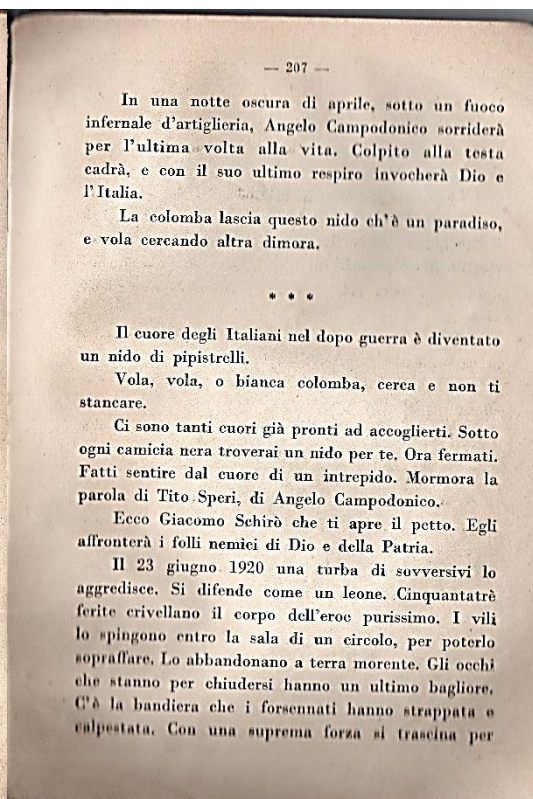 — 207 —
In una notte oscura di aprile, sotto un fuoco
infernale d'artiglieria, Angelo Campodonico sorriderà
per l'ultima volta alla vita. Colpito alla testa
cadrà, e con il suo ultimo respiro invocherà Dio e
l'Italia.
La colomba lascia questo nido ch'è un paradiso,
e vola cercando altra dimora.
* * *
Il cuore degli Italiani nel dopo guerra è diventato
un nido di pipistrelli.
Vola, vola, o bianca colomba, cerca e non ti
stancare.
Ci sono tanti cuori già pronti ad accoglierti. Sotto
ogni camicia nera troverai un nido per te. Ora fermati.
Fatti sentire dal cuore di un intrepido. Mormora la
parola di Tito Speri, di Angelo Campodonico.
Ecco Giacomo Schirò che ti apre il petto. Egli
affronterà i folli nemici di Dio e della Patria.
Il 23 giugno 1920 una turba di sovversivi lo
aggredisce. Si difende come un leone. Cinquantatrè
ferite crivellano il corpo dell'eroe purissimo. I vili
lo spingono entro la sala di un circolo, per poterlo
sopraffare. Lo abbandonano a terra morente. Gli occhi
che stanno per chiudersi hanno un ultimo bagliore.
C'è la bandiera che i forsennati hanno strappata e
calpestata. Con una suprema forza si trascina per